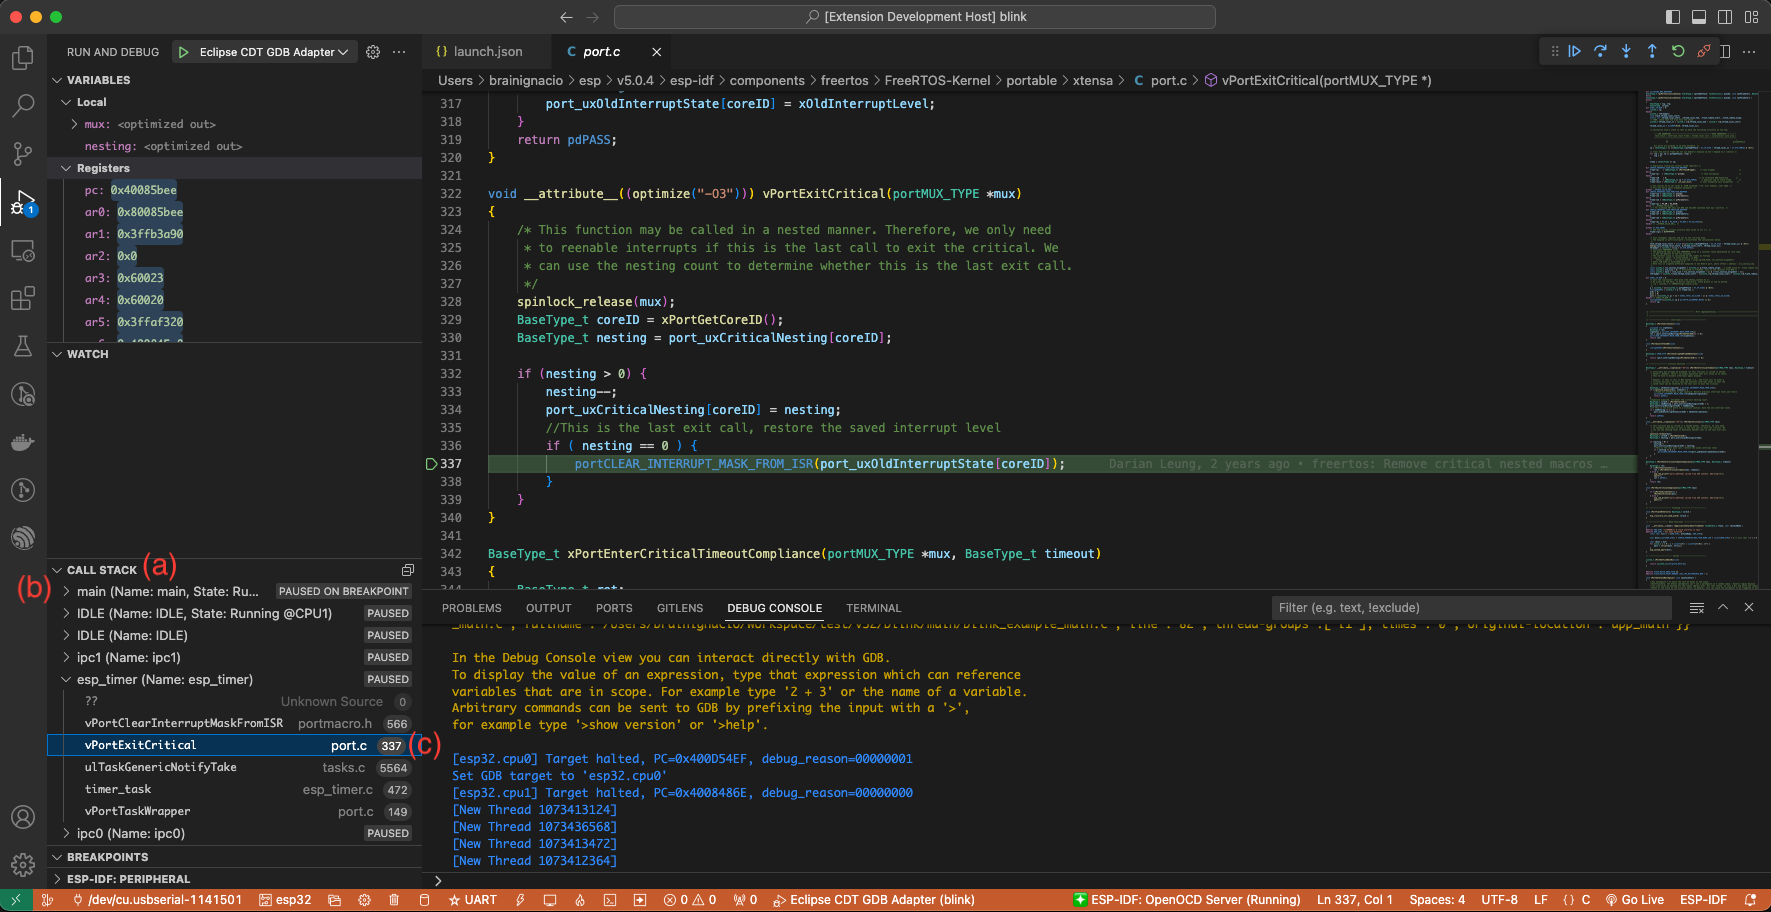 [Extension Development Host] blink
RUN AND DEBUG
Eclipse CDT GDB Adapter
{} launch.json
C port.c
Users > brainignacio > esp > v5.0.4 > esp-idf > components > freertos > FreeRTOS-Kernel > portable > xtensa > C port.c > vPortExitCritical(portMUX_TYPE *)
VARIABLES
Local
mux: <optimized out>
nesting: <optimized out>
Registers
pc: 0x40085bee
ar0: 0x80085bee
ar1: 0x3ffb3a90
ar2: 0x0
ar3: 0x60023
ar4: 0x60020
ar5: 0x3ffaf320
WATCH
317 port_uxOldInterruptState[coreID] = xOldInterruptLevel;
318 }
319 return pdPASS;
320 }
321
322 void __attribute__((optimize("-O3"))) vPortExitCritical(portMUX_TYPE *mux)
323 {
324 /* This function may be called in a nested manner. Therefore, we only need
325 * to reenable interrupts if this is the last call to exit the critical. We
326 * can use the nesting count to determine whether this is the last exit call.
327 */
328 spinlock_release(mux);
329 BaseType_t coreID = xPortGetCoreID();
330 BaseType_t nesting = port_uxCriticalNesting[coreID];
331
332 if (nesting > 0) {
333 nesting--;
334 port_uxCriticalNesting[coreID] = nesting;
335 //This is the last exit call, restore the saved interrupt level
336 if ( nesting == 0 ) {
337 portCLEAR_INTERRUPT_MASK_FROM_ISR(port_uxOldInterruptState[coreID]); Darian Leung, 2 years ago • freertos: Remove critical nested macros …
338 }
339 }
340 }
341
342 BaseType_t xPortEnterCriticalTimeoutCompliance(portMUX_TYPE *mux, BaseType_t timeout)
343 {
344 BaseType_t ret;
CALL STACK (a)
(b)
main (Name: main, State: Ru... PAUSED ON BREAKPOINT
IDLE (Name: IDLE, State: Running @CPU1) PAUSED
IDLE (Name: IDLE) PAUSED
ipc1 (Name: ipc1) PAUSED
esp_timer (Name: esp_timer) PAUSED
?? Unknown Source 0
vPortClearInterruptMaskFromISR portmacro.h 566
vPortExitCritical port.c 337 (c)
ulTaskGenericNotifyTake tasks.c 5564
timer_task esp_timer.c 472
vPortTaskWrapper port.c 149
ipc0 (Name: ipc0) PAUSED
BREAKPOINTS
ESP-IDF: PERIPHERAL
PROBLEMS OUTPUT PORTS GITLENS DEBUG CONSOLE TERMINAL
Filter (e.g. text, !exclude)
In the Debug Console view you can interact directly with GDB.
To display the value of an expression, type that expression which can reference
variables that are in scope. For example type '2 + 3' or the name of a variable.
Arbitrary commands can be sent to GDB by prefixing the input with a '>',
for example type '>show version' or '>help'.
[esp32.cpu0] Target halted, PC=0x400D54EF, debug_reason=00000001
Set GDB target to 'esp32.cpu0'
[esp32.cpu1] Target halted, PC=0x4008486E, debug_reason=00000000
[New Thread 1073413124]
[New Thread 1073436568]
[New Thread 1073413472]
[New Thread 1073412364]
/dev/cu.usbserial-1141501 esp32 UART 0 0 0 Eclipse CDT GDB Adapter (blink) ESP-IDF: OpenOCD Server (Running) Ln 337, Col 1 Spaces: 4 UTF-8 LF {} C Go Live ESP-IDF